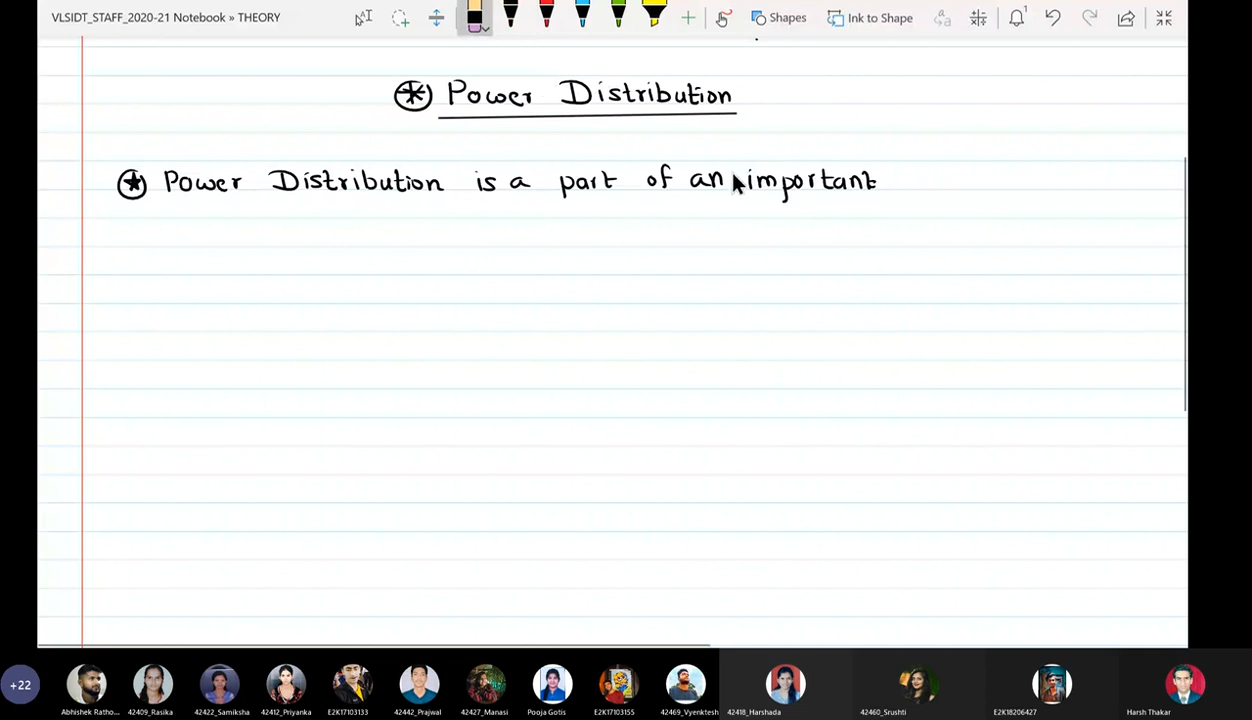 VLSIDT_STAFF_2020-21 Notebook » THEORY
Shapes
Ink to Shape
Power Distribution
Power Distribution is a part of an important
+22
Abhishek Ratho...
42409_Rasika
42422_Samiksha
42412_Priyanka
E2K17103133
42442_Prajwal
42427_Manasi
Pooja Gotis
E2K17103155
42469_Vyenktesh
42418_Harshada
42460_Srushti
E2K18206427
Harsh Thakar